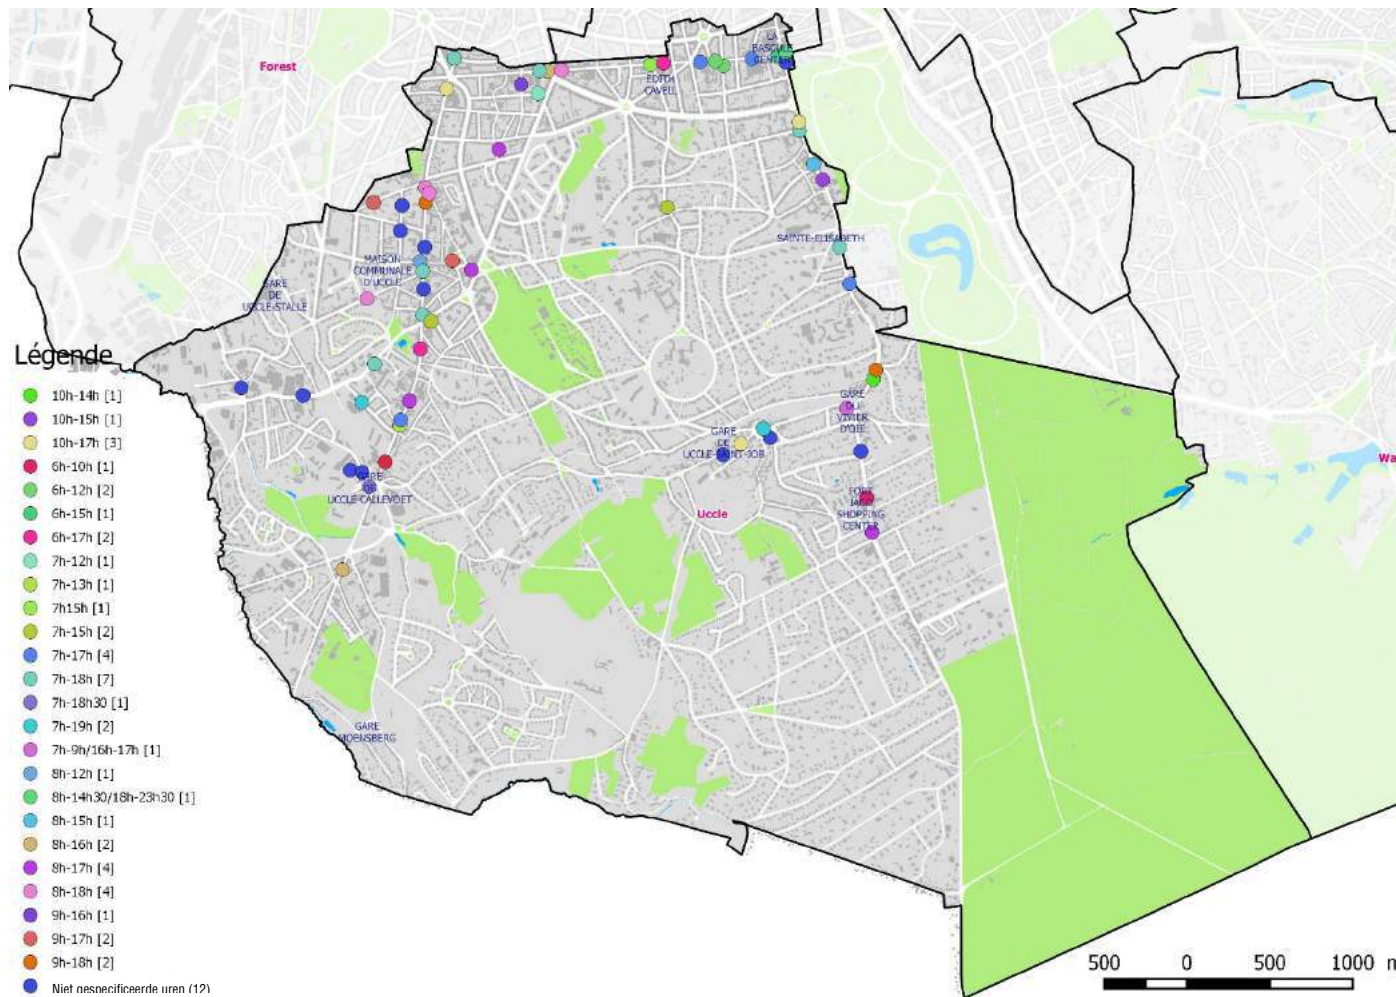 LA
BASCULE
CENTER
Forest
EDITH
CAVELL
SAINTE-ELISABETH
MAISON
COMMUNALE
D'UCCLE
GARE
DE
UCCLE-STALLE
Légende
10h-14h [1]
10h-15h [1]
10h-17h [3]
6h-10h [1]
6h-12h [2]
6h-15h [1]
6h-17h [2]
7h-12h [1]
7h-13h [1]
7h15h [1]
7h-15h [2]
7h-17h [4]
7h-18h [7]
7h-18h30 [1]
7h-19h [2]
7h-9h/16h-17h [1]
8h-12h [1]
8h-14h30/18h-23h30 [1]
8h-15h [1]
8h-16h [2]
8h-17h [4]
8h-18h [4]
9h-16h [1]
9h-17h [2]
9h-18h [2]
Niet gespecificeerde uren (12)
GARE
DU
VIVIER
D'OIE
GARE
DE
UCCLE-SAINT-JOB
GARE
DE
UCCLE-CALLEVOET
FORT
JACO
SHOPPING
CENTER
Uccle
Wa
GARE
MOENSBERG
500 0 500 1000 m